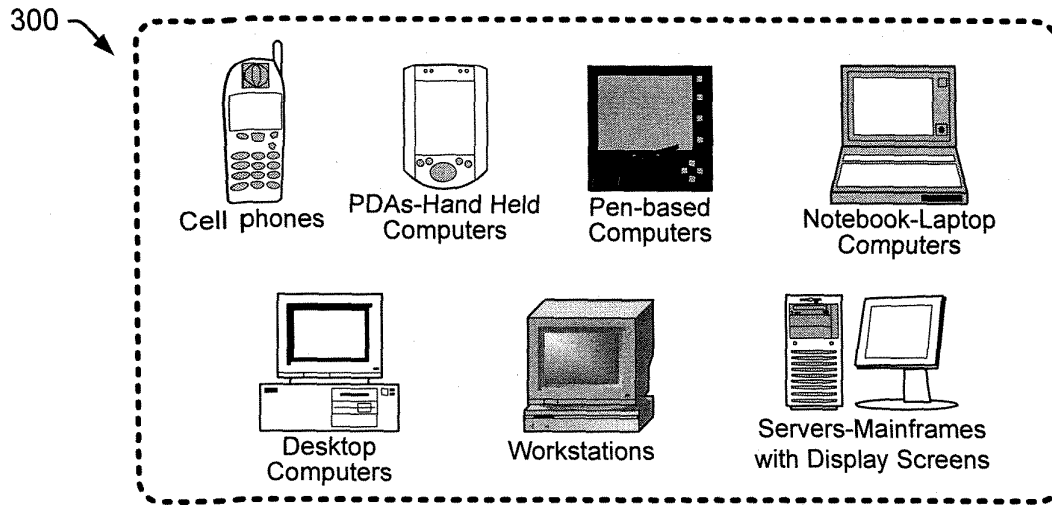 300
Cell phones
PDAs-Hand Held
Computers
Pen-based
Computers
Notebook-Laptop
Computers
Desktop
Computers
Workstations
Servers-Mainframes
with Display Screens